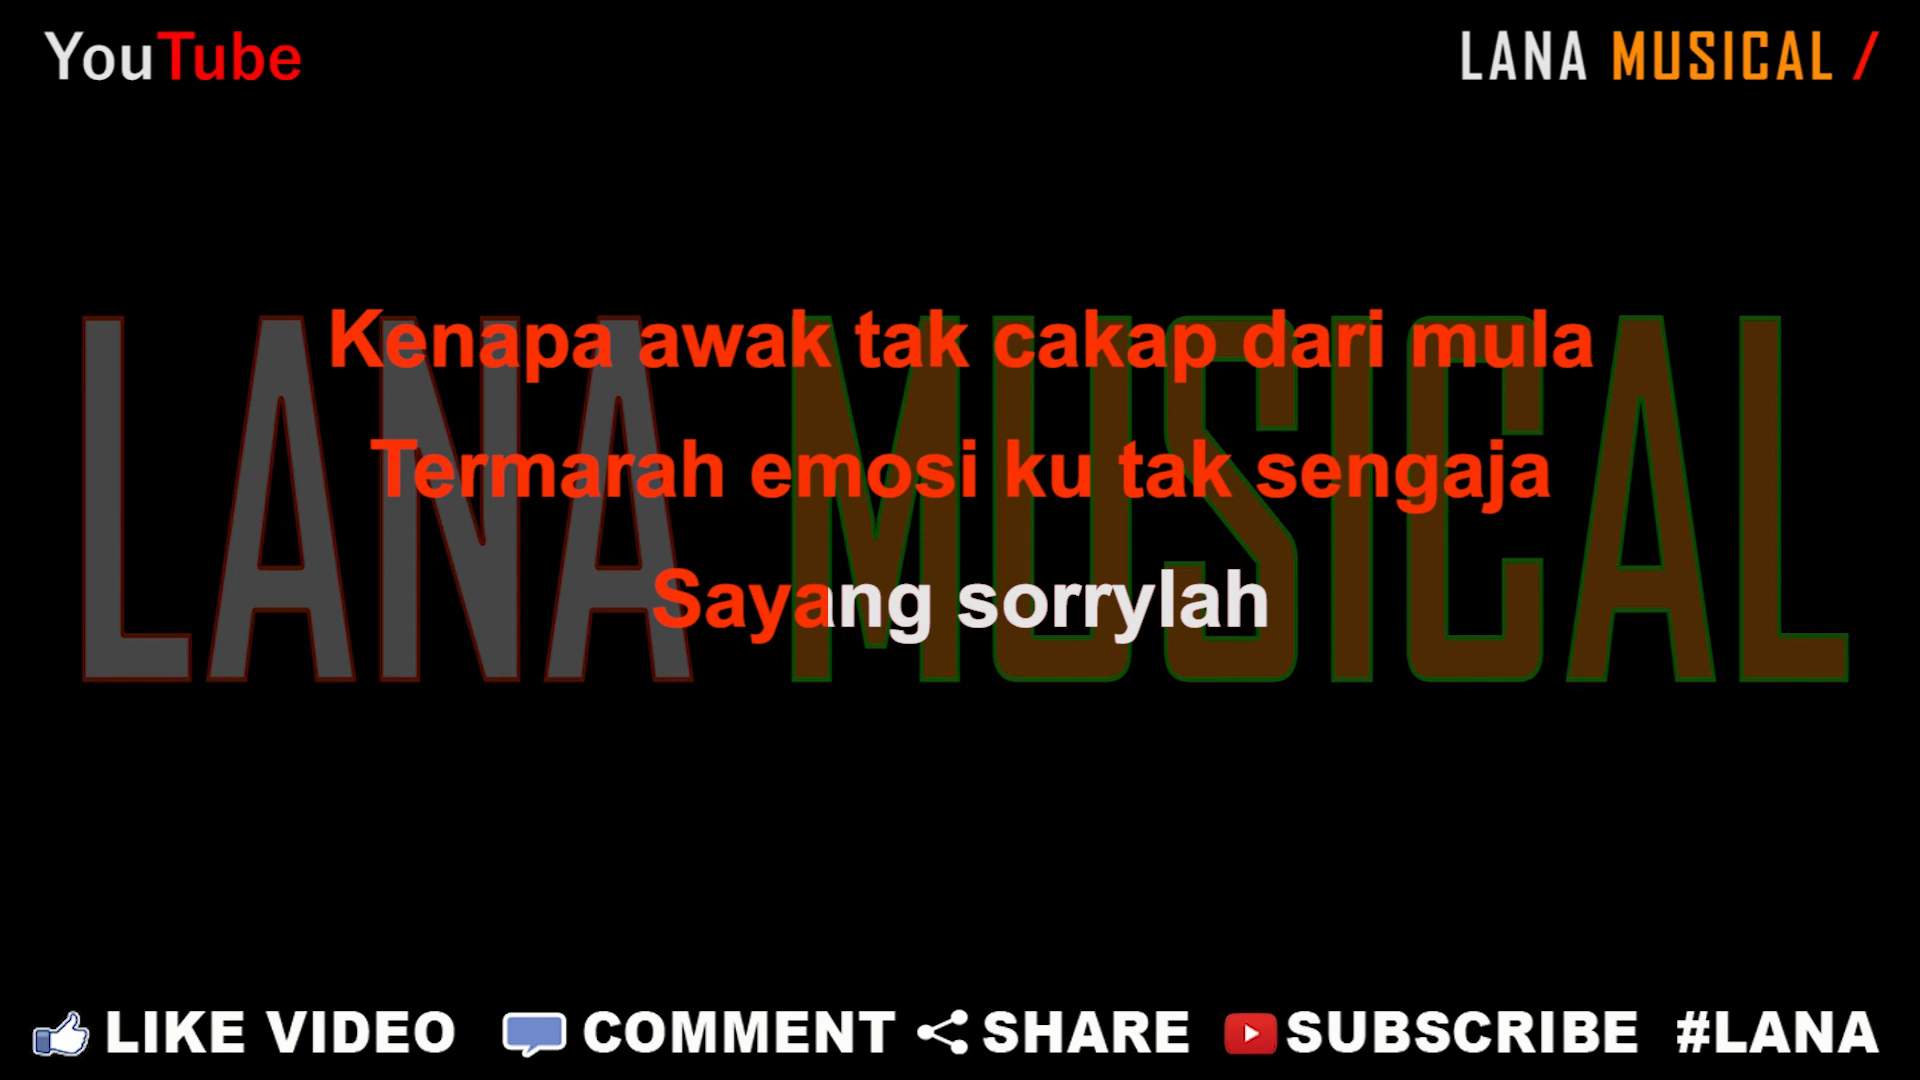 YouTube
LANA MUSICAL /
LANA MUSICAL
Kenapa awak tak cakap dari mula
Termarah emosi ku tak sengaja
Sayang sorrylah
LIKE VIDEO COMMENT SHARE SUBSCRIBE #LANA